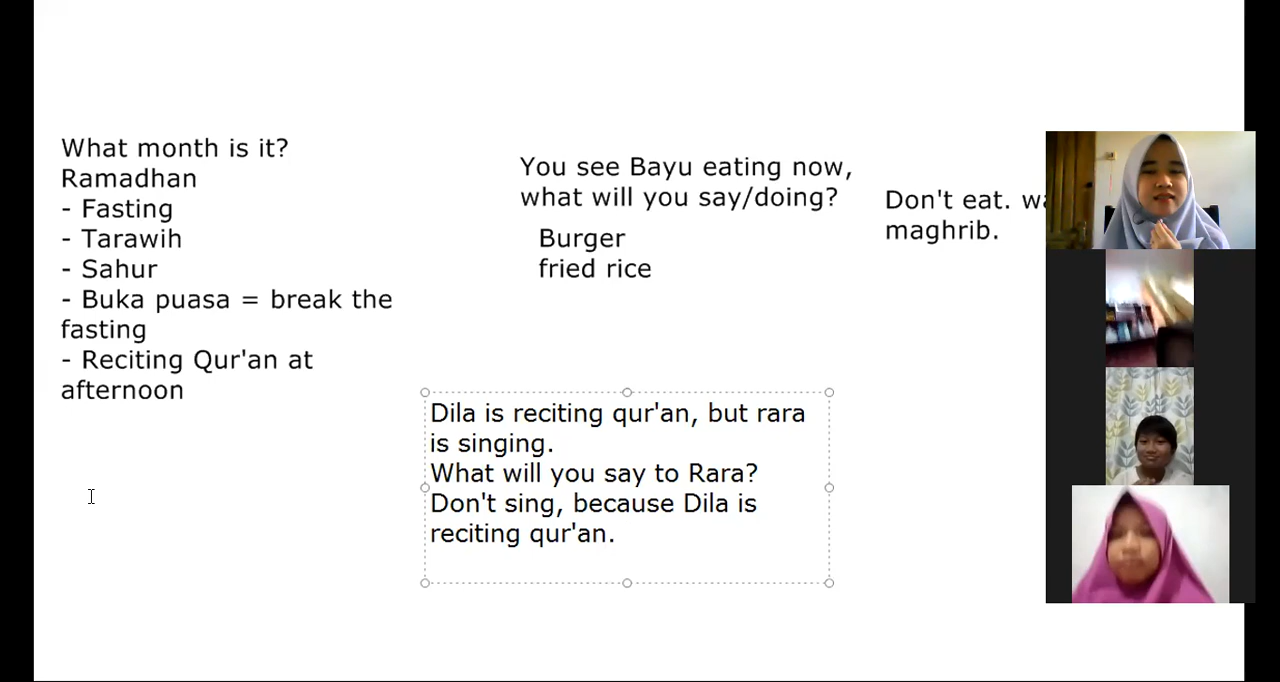 What month is it?
Ramadhan
- Fasting
- Tarawih
- Sahur
- Buka puasa = break the
fasting
- Reciting Qur'an at
afternoon
You see Bayu eating now,
what will you say/doing?
Burger
fried rice
Don't eat.
maghrib.
Dila is reciting qur'an, but rara
is singing.
What will you say to Rara?
Don't sing, because Dila is
reciting qur'an.